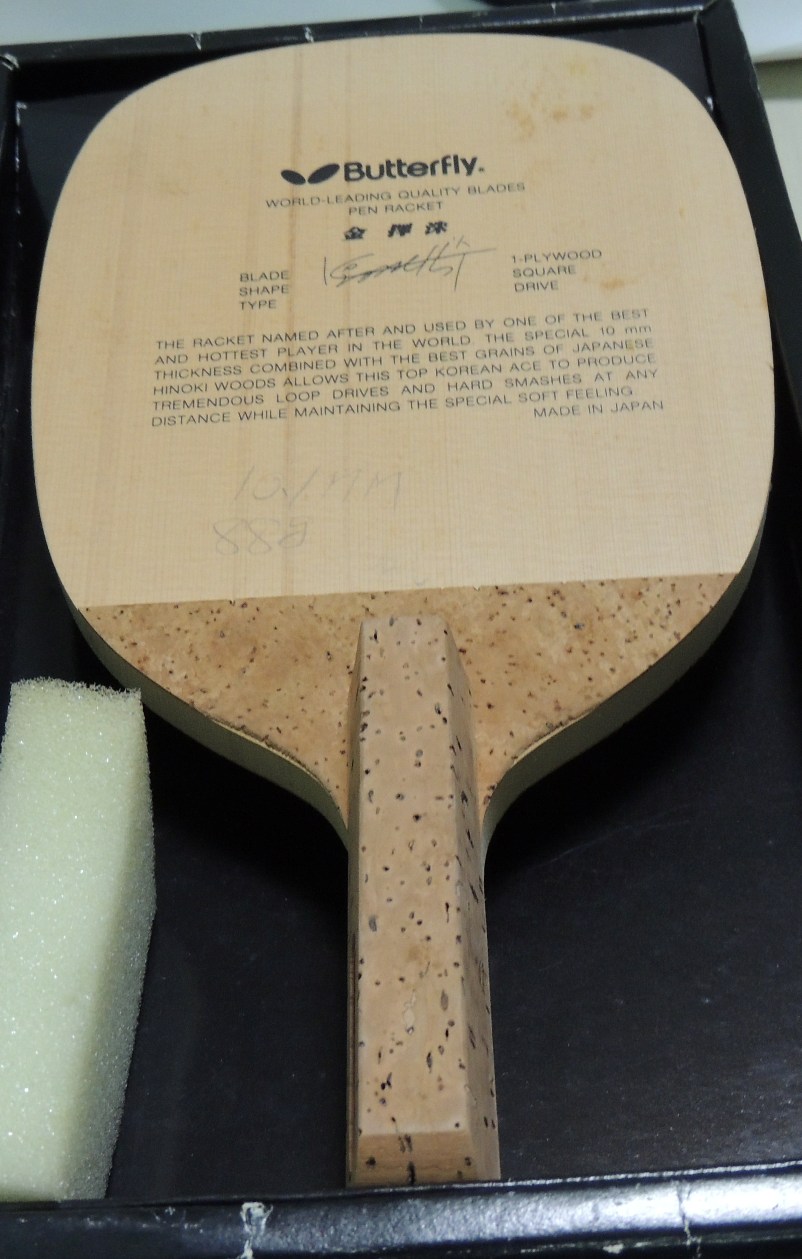 Butterfly.
WORLD-LEADING QUALITY BLADES
PEN RACKET
金擇洙
BLADE 1-PLYWOOD
SHAPE SQUARE
TYPE DRIVE
THE RACKET NAMED AFTER AND USED BY ONE OF THE BEST
AND HOTTEST PLAYER IN THE WORLD. THE SPECIAL 10 mm
THICKNESS COMBINED WITH THE BEST GRAINS OF JAPANESE
HINOKI WOODS ALLOWS THIS TOP KOREAN ACE TO PRODUCE
TREMENDOUS LOOP DRIVES AND HARD SMASHES AT ANY
DISTANCE WHILE MAINTAINING THE SPECIAL SOFT FEELING
MADE IN JAPAN
10.1MM
88g